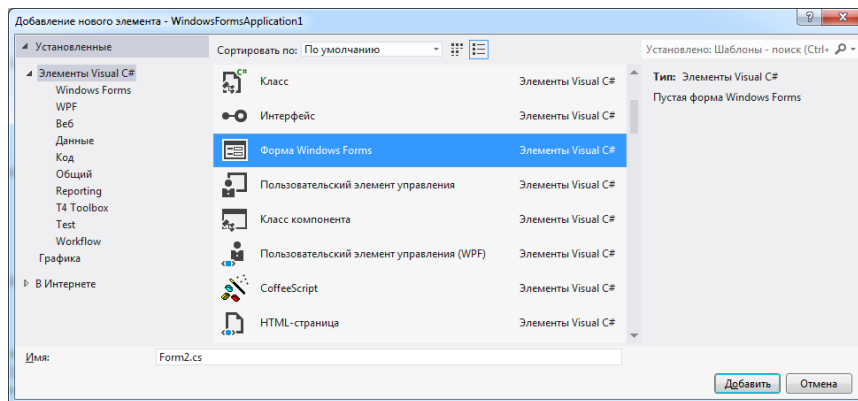 Добавление нового элемента - WindowsFormsApplication1
Установленные
Сортировать по: По умолчанию
Установлено: Шаблоны - поиск (Ctrl+
Элементы Visual C#
Windows Forms
WPF
Веб
Данные
Код
Общий
Reporting
T4 Toolbox
Test
Workflow
Графика
В Интернете
C#
Класс Элементы Visual C#
Интерфейс Элементы Visual C#
Форма Windows Forms Элементы Visual C#
Пользовательский элемент управления Элементы Visual C#
Класс компонента Элементы Visual C#
Пользовательский элемент управления (WPF) Элементы Visual C#
CoffeeScript Элементы Visual C#
HTML-страница Элементы Visual C#
Тип: Элементы Visual C#
Пустая форма Windows Forms
Имя: Form2.cs
Добавить Отмена